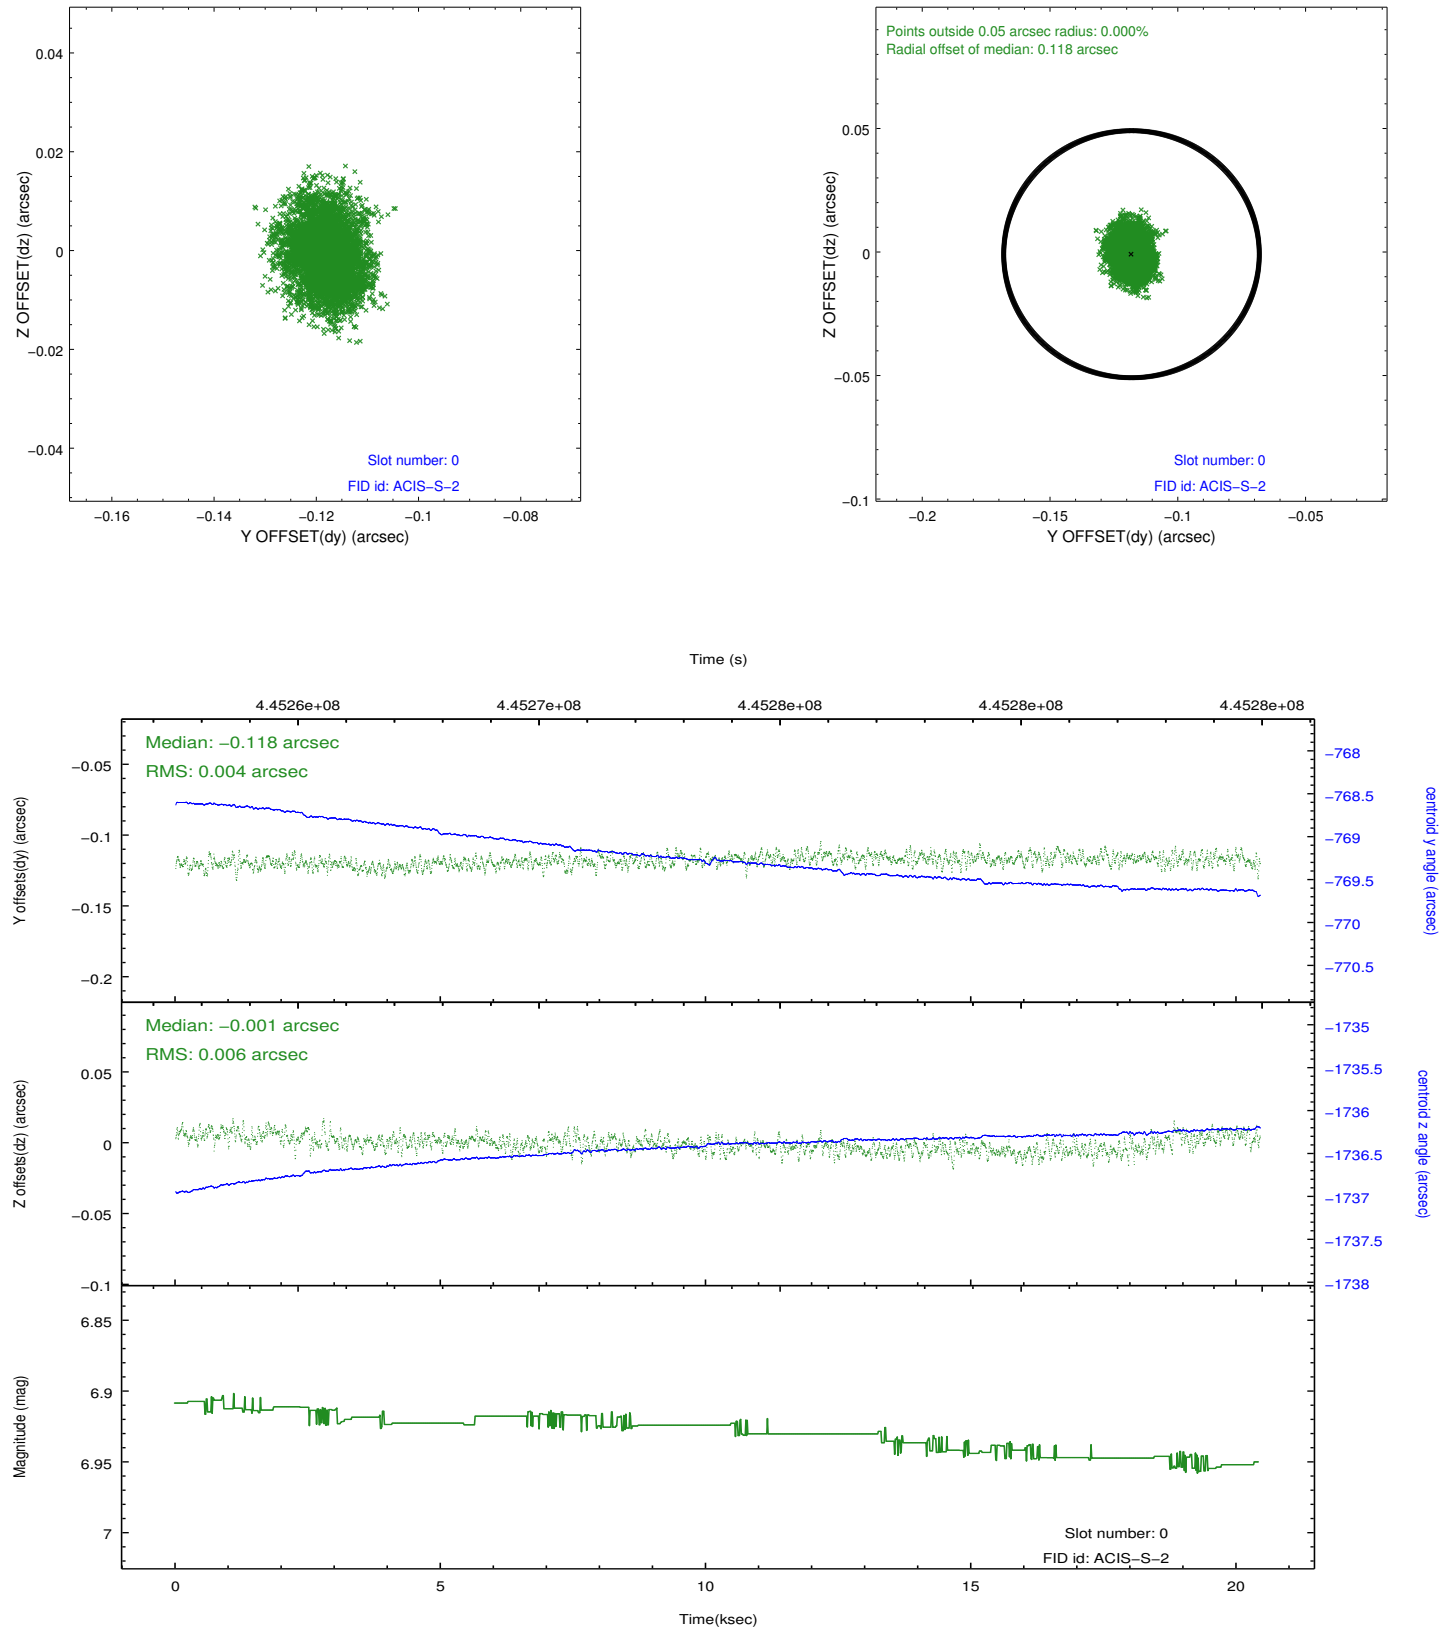 0.04
0.02
0
−0.02
−0.04
Z OFFSET(dz) (arcsec)
Slot number: 0
FID id: ACIS−S−2
−0.16
−0.14
−0.12
−0.1
−0.08
Y OFFSET(dy) (arcsec)
Points outside 0.05 arcsec radius: 0.000%
Radial offset of median: 0.118 arcsec
0.05
0
−0.05
−0.1
Z OFFSET(dz) (arcsec)
Slot number: 0
FID id: ACIS−S−2
−0.2
−0.15
−0.1
−0.05
Y OFFSET(dy) (arcsec)
Time (s)
4.4526e+08
4.4527e+08
4.4528e+08
4.4528e+08
4.4528e+08
Median: −0.118 arcsec
RMS: 0.004 arcsec
−0.05
−0.1
−0.15
−0.2
Y offsets(dy) (arcsec)
−768
−768.5
−769
−769.5
−770
−770.5
centroid y angle (arcsec)
Median: −0.001 arcsec
RMS: 0.006 arcsec
0.05
0
−0.05
−0.1
Z offsets(dz) (arcsec)
−1735
−1735.5
−1736
−1736.5
−1737
−1737.5
−1738
centroid z angle (arcsec)
6.85
6.9
6.95
7
Magnitude (mag)
Slot number: 0
FID id: ACIS−S−2
0
5
10
15
20
Time(ksec)